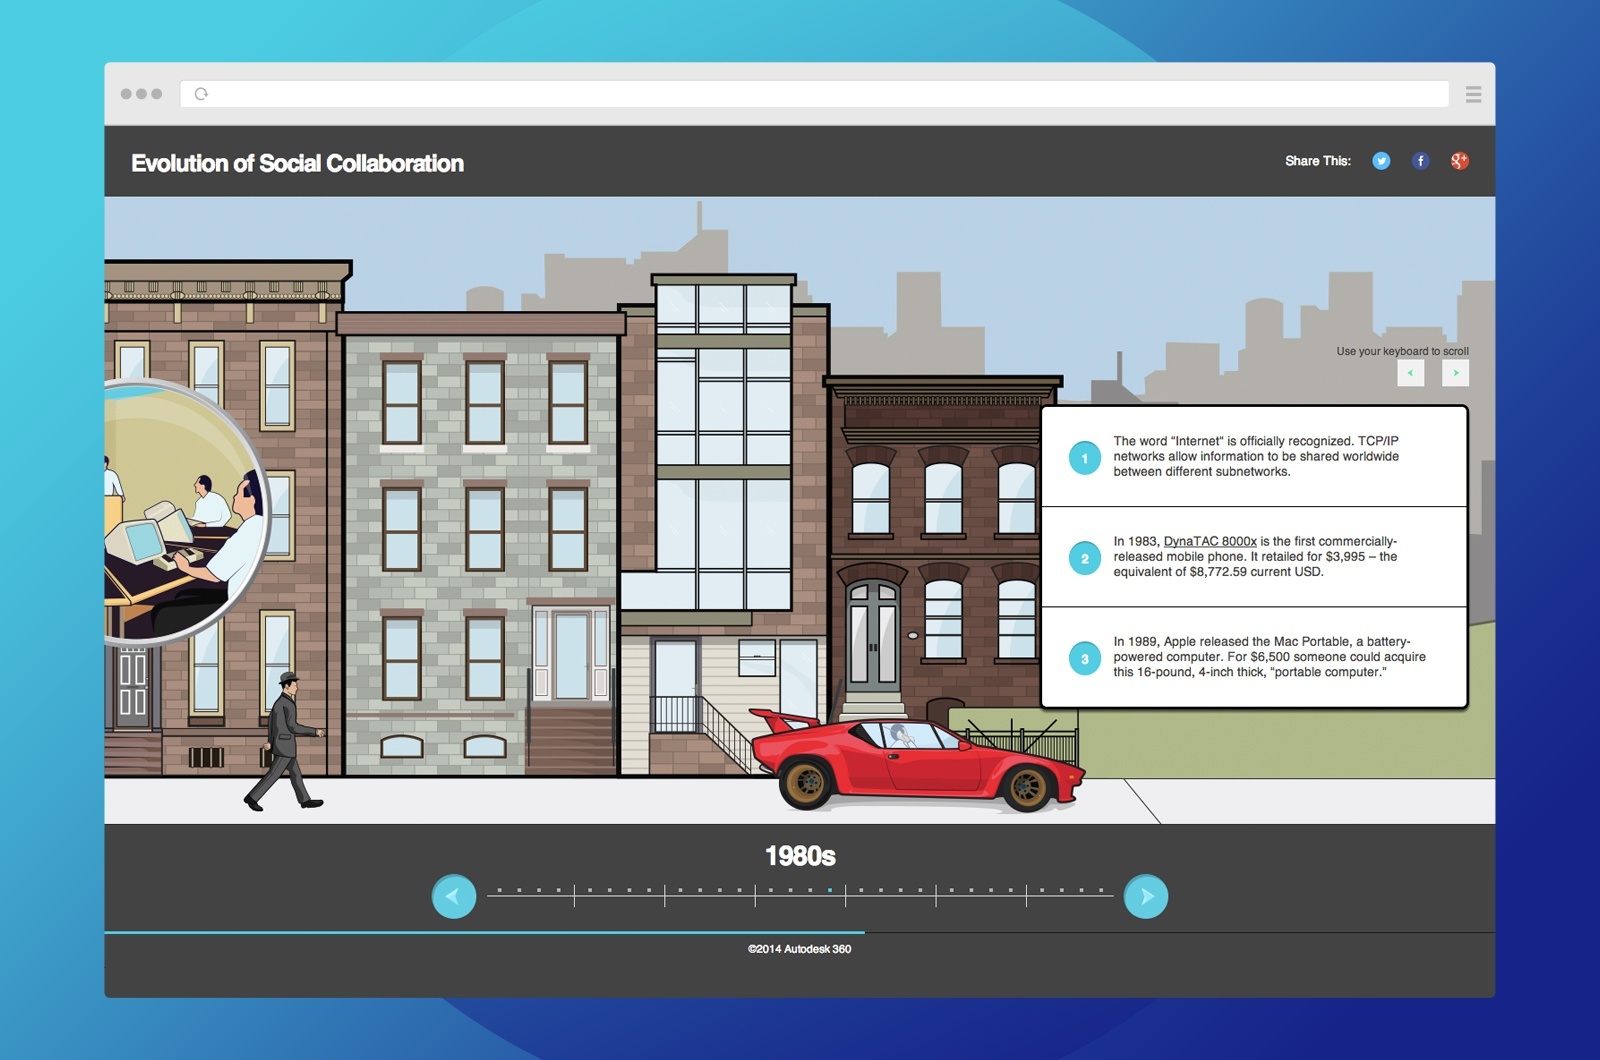 Evolution of Social Collaboration
Share This:
f
g+
Use your keyboard to scroll
1
The word "Internet" is officially recognized. TCP/IP
networks allow information to be shared worldwide
between different subnetworks.
2
In 1983, DynaTAC 8000x is the first commercially-
released mobile phone. It retailed for $3,995 – the
equivalent of $8,772.59 current USD.
3
In 1989, Apple released the Mac Portable, a battery-
powered computer. For $6,500 someone could acquire
this 16-pound, 4-inch thick, "portable computer."
1980s
©2014 Autodesk 360